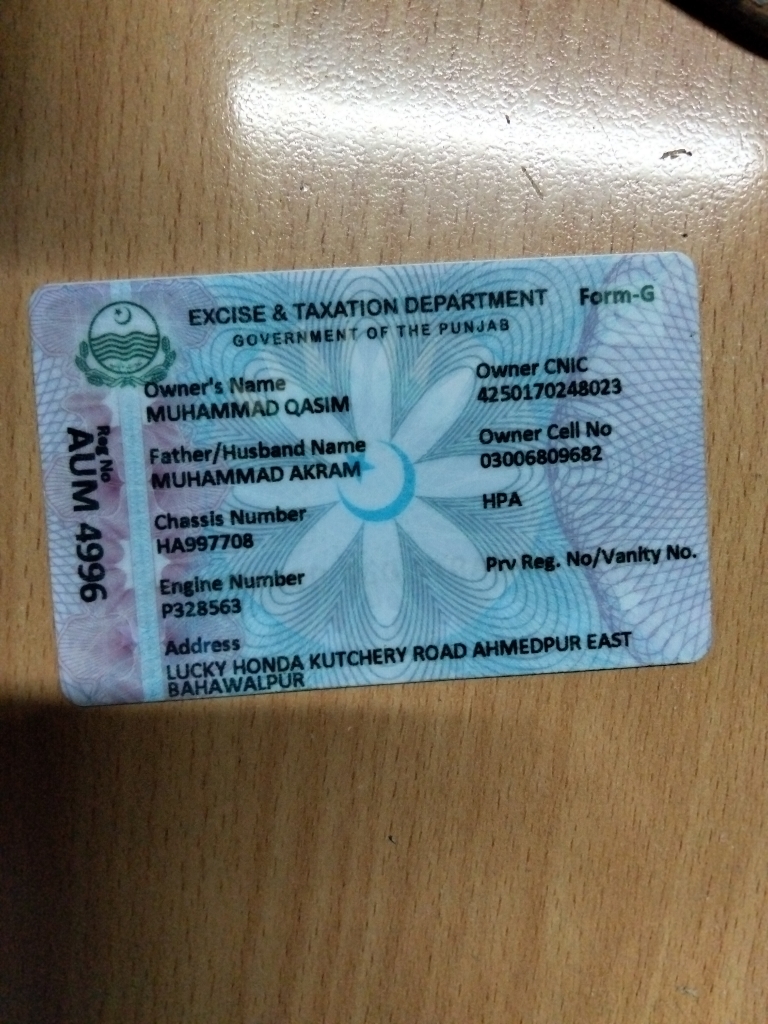 EXCISE & TAXATION DEPARTMENT Form-G
GOVERNMENT OF THE PUNJAB
Reg No
AUM 4996
Owner's Name
MUHAMMAD QASIM
Father/Husband Name
MUHAMMAD AKRAM
Chassis Number
HA997708
Engine Number
P328563
Address
LUCKY HONDA KUTCHERY ROAD AHMEDPUR EAST
BAHAWALPUR
Owner CNIC
4250170248023
Owner Cell No
03006809682
HPA
Prv Reg. No/Vanity No.